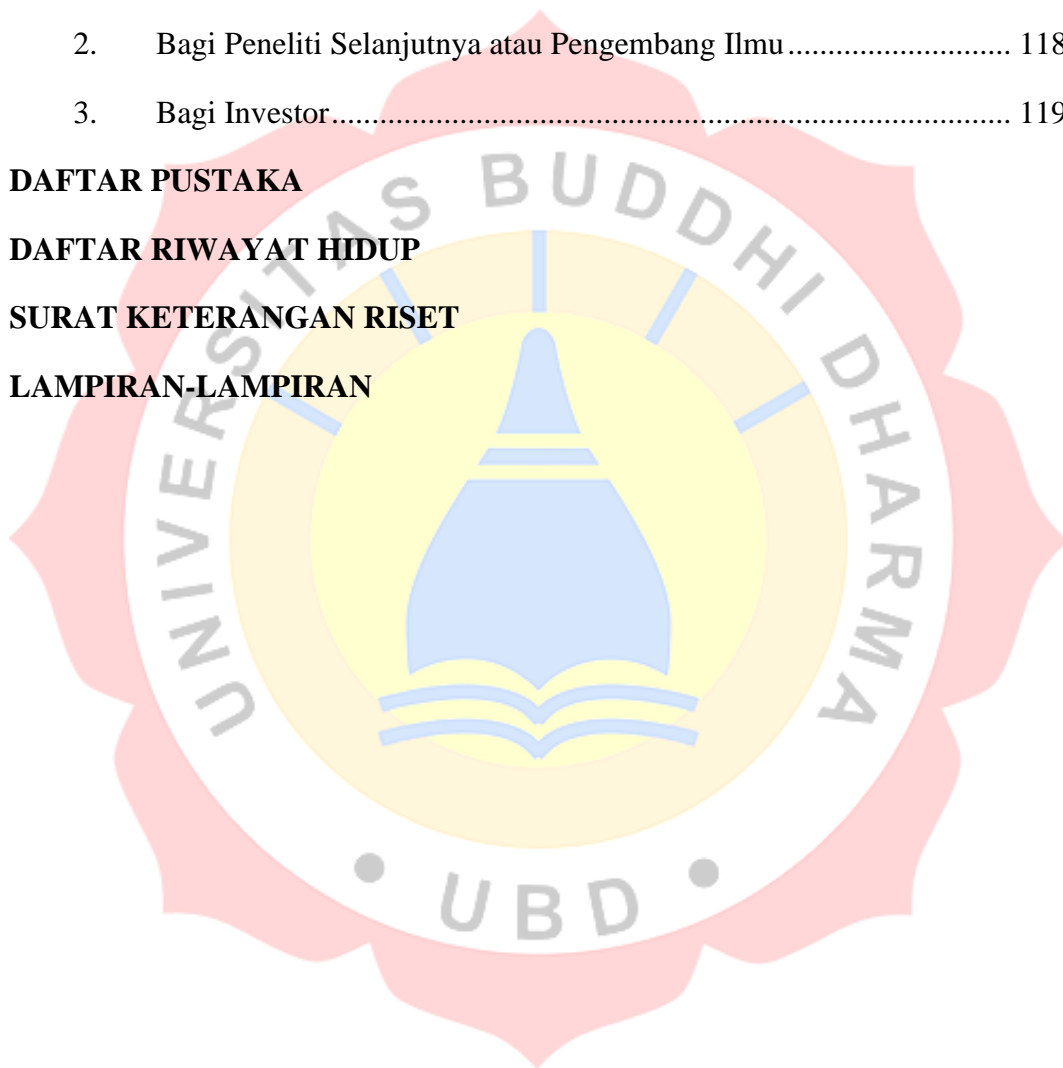 2. Bagi Peneliti Selanjutnya atau Pengembang Ilmu........................... 118
3. Bagi Investor.................................................................................... 119
DAFTAR PUSTAKA
DAFTAR RIWAYAT HIDUP
SURAT KETERANGAN RISET
LAMPIRAN-LAMPIRAN
UNIVERSITAS BUDDHI DHARMA
• UBD •